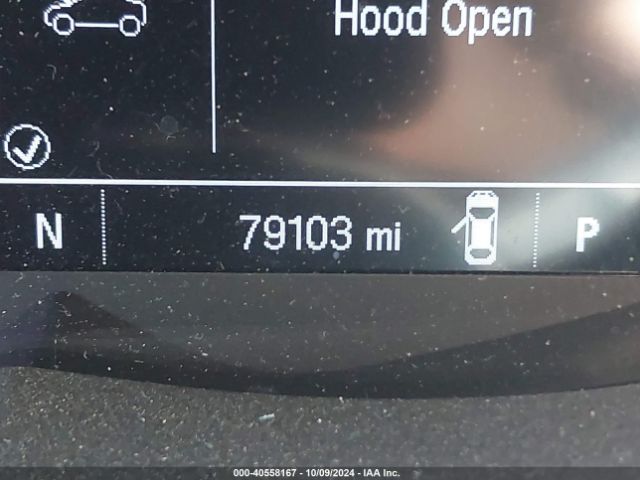 Hood Open
N 79103 mi P
000-40558167 - 10/09/2024 - IAA Inc.